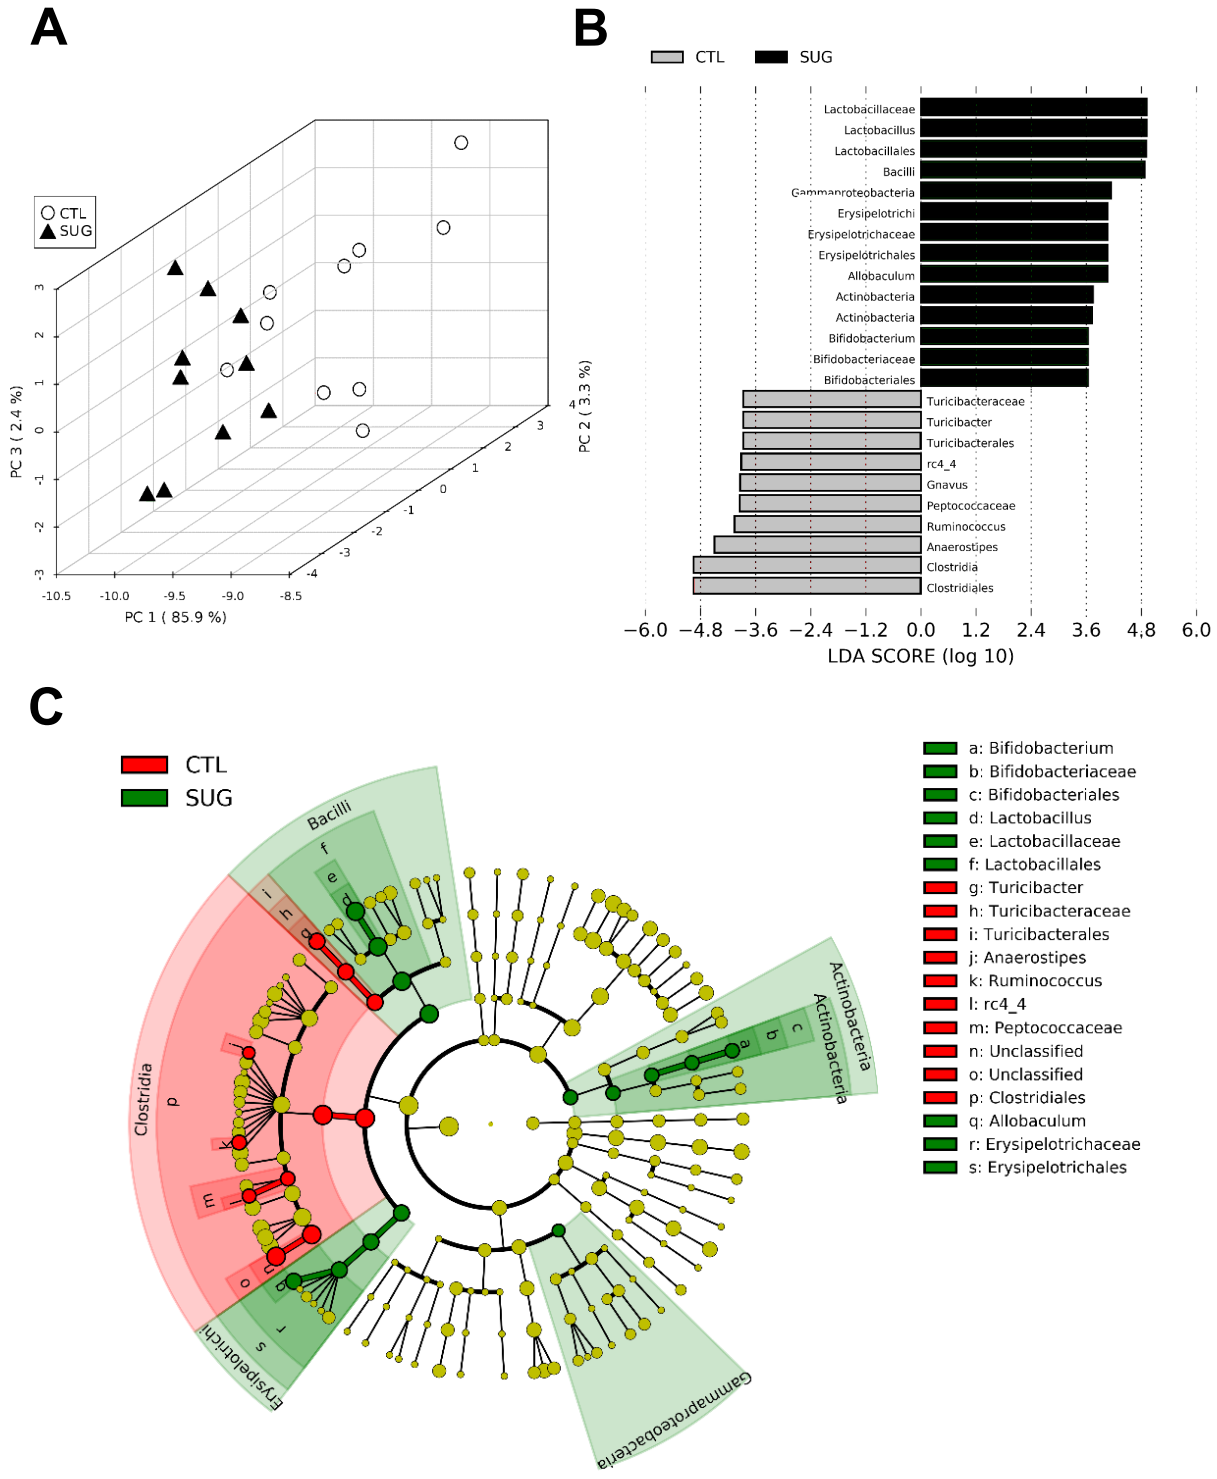 A
CTL
SUG
3
2
1
0
-1
-2
-3
PC 3 ( 2.4 %)
-10.5 -10.0 -9.5 -9.0 -8.5
PC 1 ( 85.9 %)
-4
-3
-2
-1
0
1
2
3
4
PC 2 ( 3.3 %)
B
CTL SUG
Lactobacillaceae
Lactobacillus
Lactobacillales
Bacilli
Gammaproteobacteria
Erysipelotrichi
Erysipelotrichaceae
Erysipelotrichales
Allobaculum
Actinobacteria
Actinobacteria
Bifidobacterium
Bifidobacteriaceae
Bifidobacteriales
Turicibacteraceae
Turicibacter
Turicibacterales
rc4_4
Gnavus
Peptococcaceae
Ruminococcus
Anaerostipes
Clostridia
Clostridiales
−6.0 −4.8 −3.6 −2.4 −1.2 0.0 1.2 2.4 3.6 4.8 6.0
LDA SCORE (log 10)
C
CTL
SUG
Bacilli
f
e
d
i
h
g
Clostridia
p
j
k
m
l
o
n
q
r
s
Erysipelotrichi
Gammaproteobacteria
Actinobacteria
Actinobacteria
a
b
c
a: Bifidobacterium
b: Bifidobacteriaceae
c: Bifidobacteriales
d: Lactobacillus
e: Lactobacillaceae
f: Lactobacillales
g: Turicibacter
h: Turicibacteraceae
i: Turicibacterales
j: Anaerostipes
k: Ruminococcus
l: rc4_4
m: Peptococcaceae
n: Unclassified
o: Unclassified
p: Clostridiales
q: Allobaculum
r: Erysipelotrichaceae
s: Erysipelotrichales